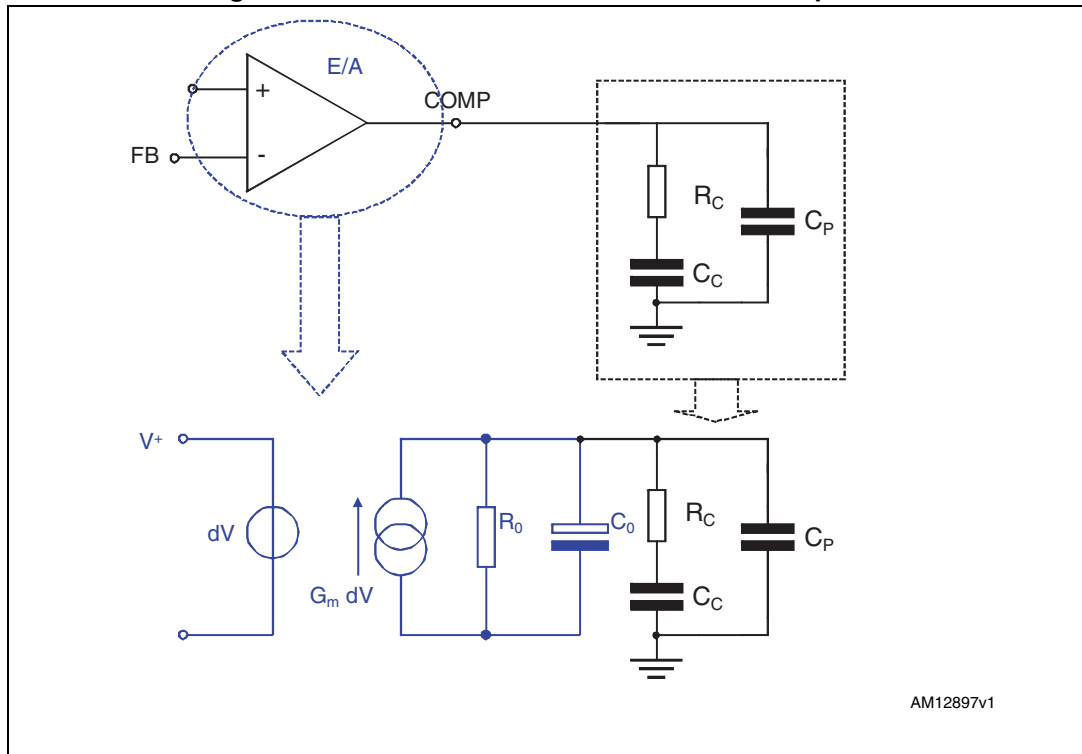 E/A
COMP
+
FB
-
R_C
C_P
C_C
V+
dV
G_m dV
R_0
C_0
R_C
C_P
C_C
AM12897v1